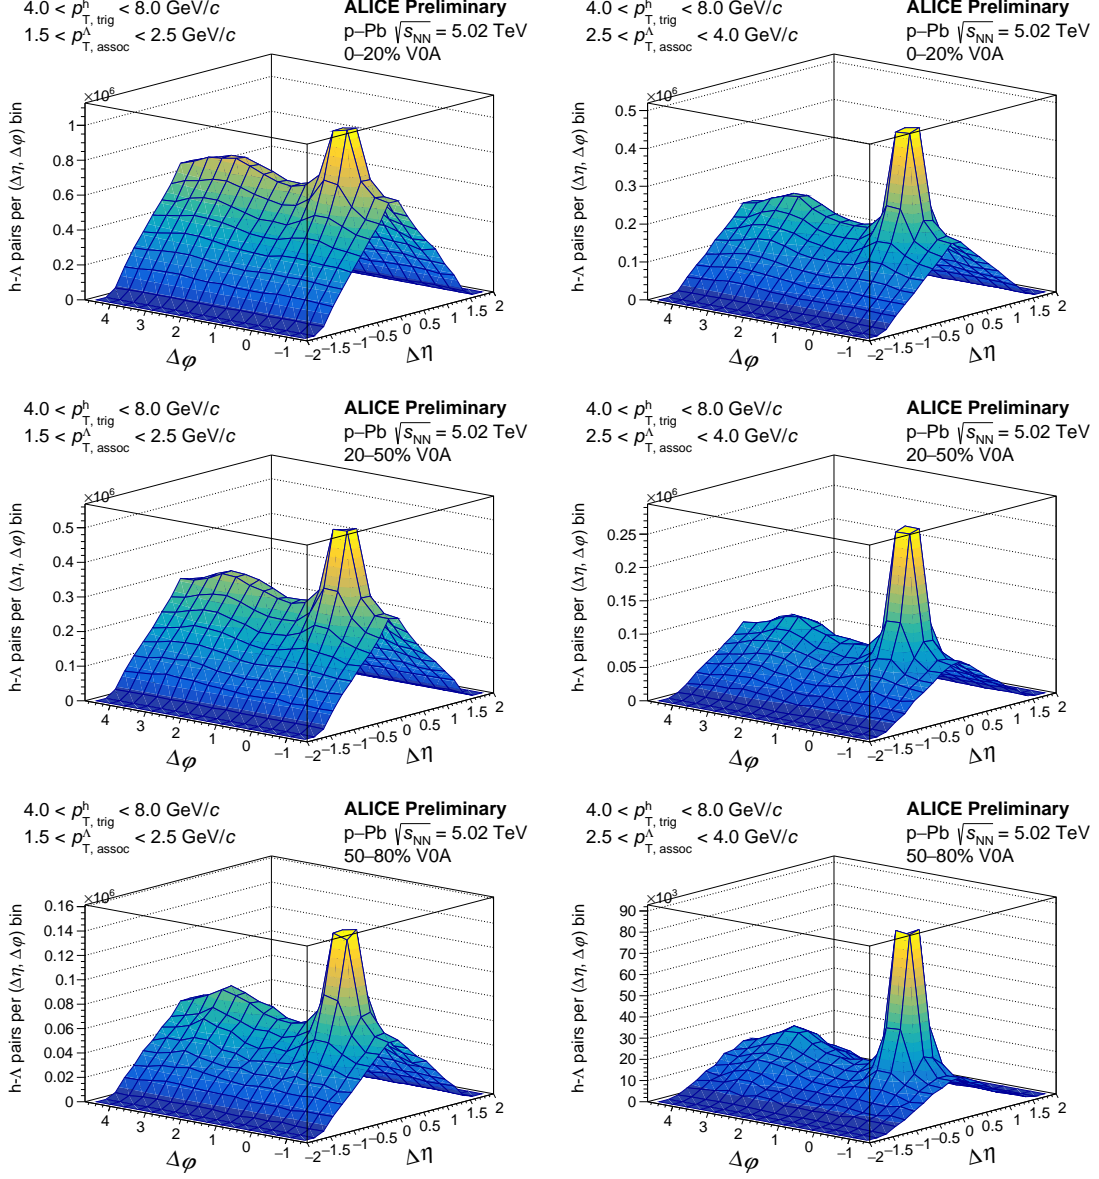 4.0 < p^h_T, trig < 8.0 GeV/c
1.5 < p^Λ_T, assoc < 2.5 GeV/c
ALICE Preliminary
p–Pb √s_NN = 5.02 TeV
0–20% V0A
×10^6
h-Λ pairs per (Δη, Δφ) bin
1
0.8
0.6
0.4
0.2
0
4 3 2 1 0 −1
Δφ
−2 −1.5 −1 −0.5 0 0.5 1 1.5 2
Δη
4.0 < p^h_T, trig < 8.0 GeV/c
2.5 < p^Λ_T, assoc < 4.0 GeV/c
ALICE Preliminary
p–Pb √s_NN = 5.02 TeV
0–20% V0A
×10^6
h-Λ pairs per (Δη, Δφ) bin
0.5
0.4
0.3
0.2
0.1
0
4 3 2 1 0 −1
Δφ
−2 −1.5 −1 −0.5 0 0.5 1 1.5 2
Δη
4.0 < p^h_T, trig < 8.0 GeV/c
1.5 < p^Λ_T, assoc < 2.5 GeV/c
ALICE Preliminary
p–Pb √s_NN = 5.02 TeV
20–50% V0A
×10^6
h-Λ pairs per (Δη, Δφ) bin
0.5
0.4
0.3
0.2
0.1
0
4 3 2 1 0 −1
Δφ
−2 −1.5 −1 −0.5 0 0.5 1 1.5 2
Δη
4.0 < p^h_T, trig < 8.0 GeV/c
2.5 < p^Λ_T, assoc < 4.0 GeV/c
ALICE Preliminary
p–Pb √s_NN = 5.02 TeV
20–50% V0A
×10^6
h-Λ pairs per (Δη, Δφ) bin
0.25
0.2
0.15
0.1
0.05
0
4 3 2 1 0 −1
Δφ
−2 −1.5 −1 −0.5 0 0.5 1 1.5 2
Δη
4.0 < p^h_T, trig < 8.0 GeV/c
1.5 < p^Λ_T, assoc < 2.5 GeV/c
ALICE Preliminary
p–Pb √s_NN = 5.02 TeV
50–80% V0A
×10^6
h-Λ pairs per (Δη, Δφ) bin
0.16
0.14
0.12
0.1
0.08
0.06
0.04
0.02
0
4 3 2 1 0 −1
Δφ
−2 −1.5 −1 −0.5 0 0.5 1 1.5 2
Δη
4.0 < p^h_T, trig < 8.0 GeV/c
2.5 < p^Λ_T, assoc < 4.0 GeV/c
ALICE Preliminary
p–Pb √s_NN = 5.02 TeV
50–80% V0A
×10^3
h-Λ pairs per (Δη, Δφ) bin
90
80
70
60
50
40
30
20
10
0
4 3 2 1 0 −1
Δφ
−2 −1.5 −1 −0.5 0 0.5 1 1.5 2
Δη